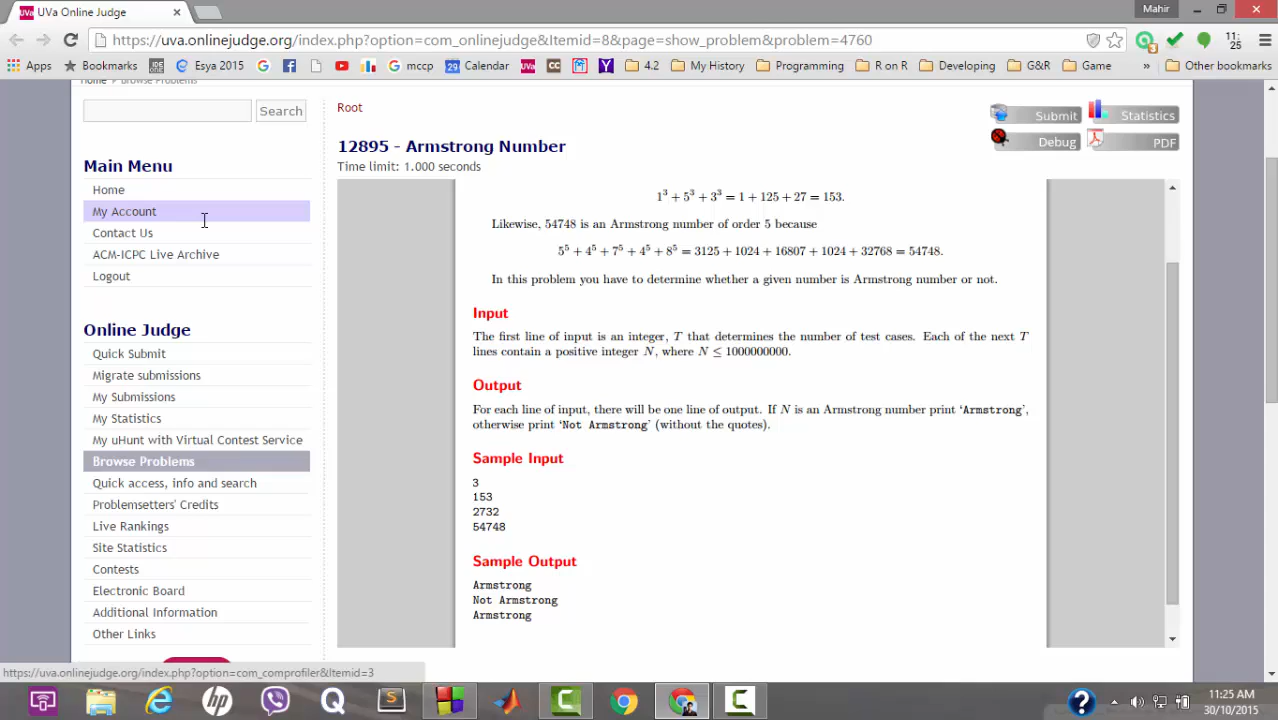 UVa Online Judge
Mahir
https://uva.onlinejudge.org/index.php?option=com_onlinejudge&Itemid=8&page=show_problem&problem=4760
11:
25
Apps Bookmarks Esya 2015 mccp 29 Calendar UVa CC 4.2 My History Programming R on R Developing G&R Game » Other bookmarks
Home Browse Problems
Search
Root
Submit
Statistics
Debug
PDF
12895 - Armstrong Number
Time limit: 1.000 seconds
Main Menu
Home
My Account
Contact Us
ACM-ICPC Live Archive
Logout
Online Judge
Quick Submit
Migrate submissions
My Submissions
My Statistics
My uHunt with Virtual Contest Service
Browse Problems
Quick access, info and search
Problemsetters' Credits
Live Rankings
Site Statistics
Contests
Electronic Board
Additional Information
Other Links
1³ + 5³ + 3³ = 1 + 125 + 27 = 153.
Likewise, 54748 is an Armstrong number of order 5 because
5⁵ + 4⁵ + 7⁵ + 4⁵ + 8⁵ = 3125 + 1024 + 16807 + 1024 + 32768 = 54748.
In this problem you have to determine whether a given number is Armstrong number or not.
Input
The first line of input is an integer, T that determines the number of test cases. Each of the next T
lines contain a positive integer N, where N ≤ 1000000000.
Output
For each line of input, there will be one line of output. If N is an Armstrong number print ‘Armstrong’,
otherwise print ‘Not Armstrong’ (without the quotes).
Sample Input
3
153
2732
54748
Sample Output
Armstrong
Not Armstrong
Armstrong
https://uva.onlinejudge.org/index.php?option=com_comprofiler&Itemid=3
11:25 AM
30/10/2015